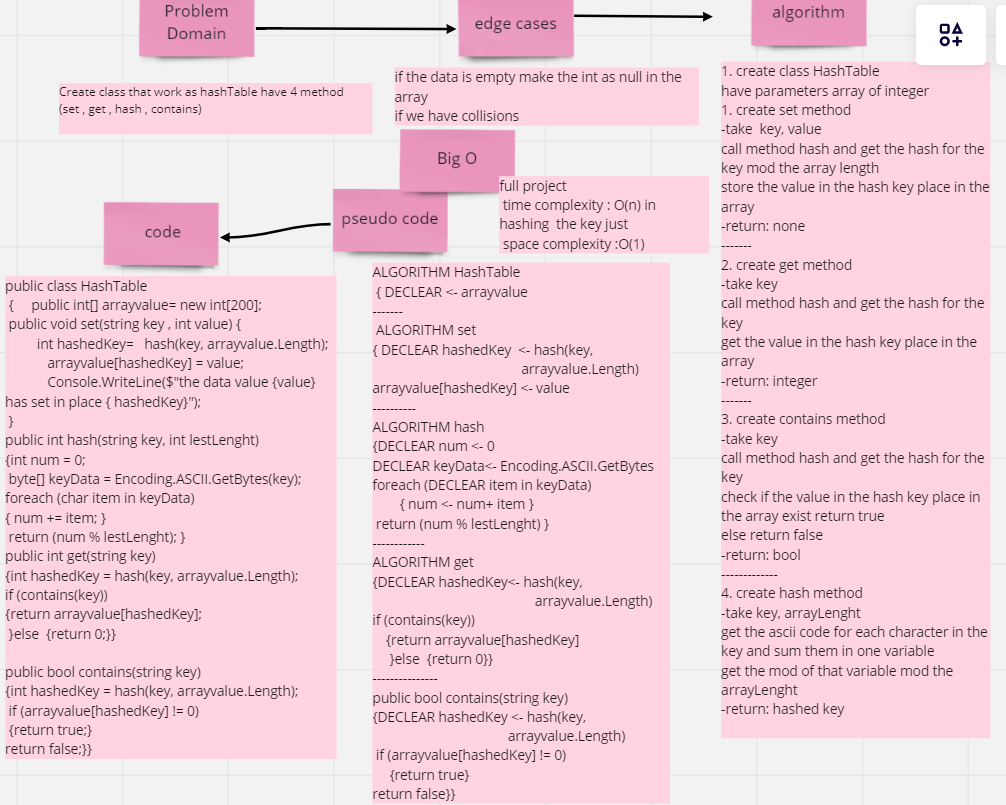 Problem
Domain
edge cases
algorithm
Create class that work as hashTable have 4 method
(set , get , hash , contains)
if the data is empty make the int as null in the
array
if we have collisions
Big O
full project
time complexity : O(n) in
hashing the key just
space complexity :O(1)
pseudo code
code
public class HashTable
{ public int[] arrayvalue= new int[200];
public void set(string key , int value) {
int hashedKey= hash(key, arrayvalue.Length);
arrayvalue[hashedKey] = value;
Console.WriteLine($"the data value {value}
has set in place { hashedKey}");
}
public int hash(string key, int lestLenght)
{int num = 0;
byte[] keyData = Encoding.ASCII.GetBytes(key);
foreach (char item in keyData)
{ num += item; }
return (num % lestLenght); }
public int get(string key)
{int hashedKey = hash(key, arrayvalue.Length);
if (contains(key))
{return arrayvalue[hashedKey];
}else {return 0;}}
public bool contains(string key)
{int hashedKey = hash(key, arrayvalue.Length);
if (arrayvalue[hashedKey] != 0)
{return true;}
return false;}}
ALGORITHM HashTable
{ DECLEAR <- arrayvalue
-------
ALGORITHM set
{ DECLEAR hashedKey <- hash(key,
arrayvalue.Length)
arrayvalue[hashedKey] <- value
----------
ALGORITHM hash
{DECLEAR num <- 0
DECLEAR keyData<- Encoding.ASCII.GetBytes
foreach (DECLEAR item in keyData)
{ num <- num+ item }
return (num % lestLenght) }
------------
ALGORITHM get
{DECLEAR hashedKey<- hash(key,
arrayvalue.Length)
if (contains(key))
{return arrayvalue[hashedKey]
}else {return 0}}
---------------
public bool contains(string key)
{DECLEAR hashedKey <- hash(key,
arrayvalue.Length)
if (arrayvalue[hashedKey] != 0)
{return true}
return false}}
1. create class HashTable
have parameters array of integer
1. create set method
-take key, value
call method hash and get the hash for the
key mod the array length
store the value in the hash key place in the
array
-return: none
-------
2. create get method
-take key
call method hash and get the hash for the
key
get the value in the hash key place in the
array
-return: integer
-------
3. create contains method
-take key
call method hash and get the hash for the
key
check if the value in the hash key place in
the array exist return true
else return false
-return: bool
-------------
4. create hash method
-take key, arrayLenght
get the ascii code for each character in the
key and sum them in one variable
get the mod of that variable mod the
arrayLenght
-return: hashed key